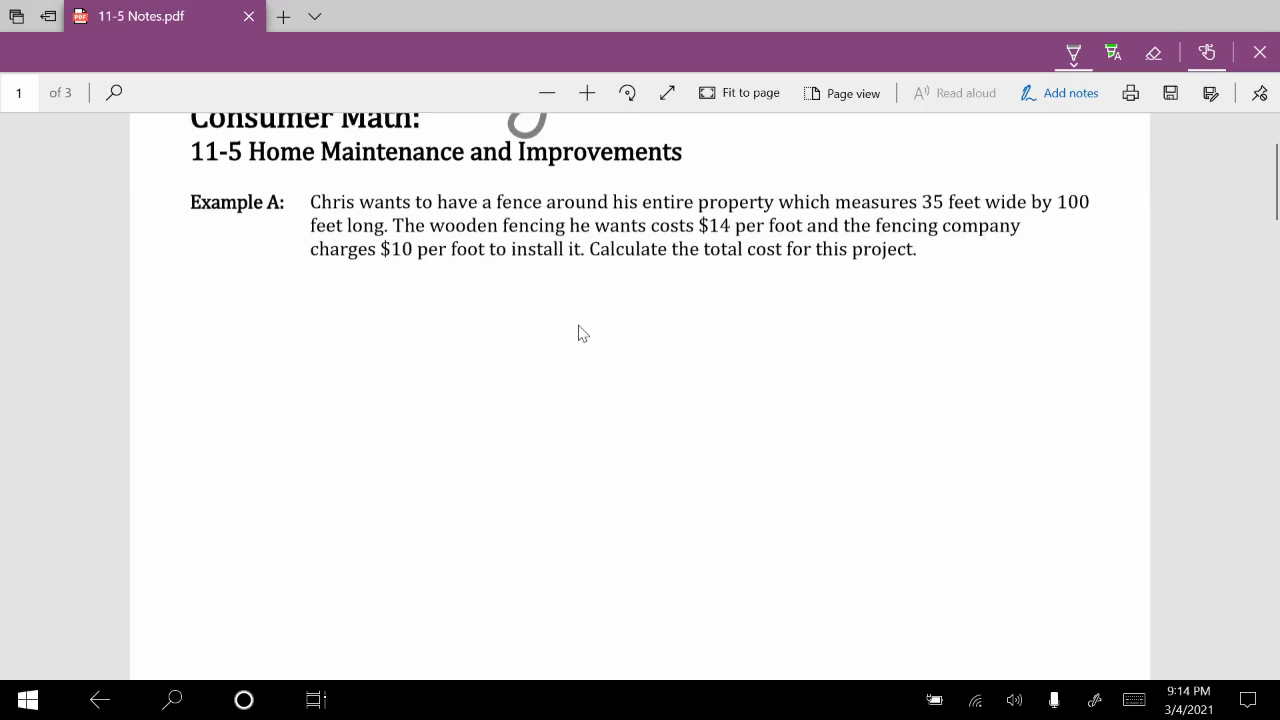 11-5 Notes.pdf
1 of 3 Fit to page Page view Read aloud Add notes
Consumer Math:
11-5 Home Maintenance and Improvements
Example A: Chris wants to have a fence around his entire property which measures 35 feet wide by 100
feet long. The wooden fencing he wants costs $14 per foot and the fencing company
charges $10 per foot to install it. Calculate the total cost for this project.
9:14 PM
3/4/2021